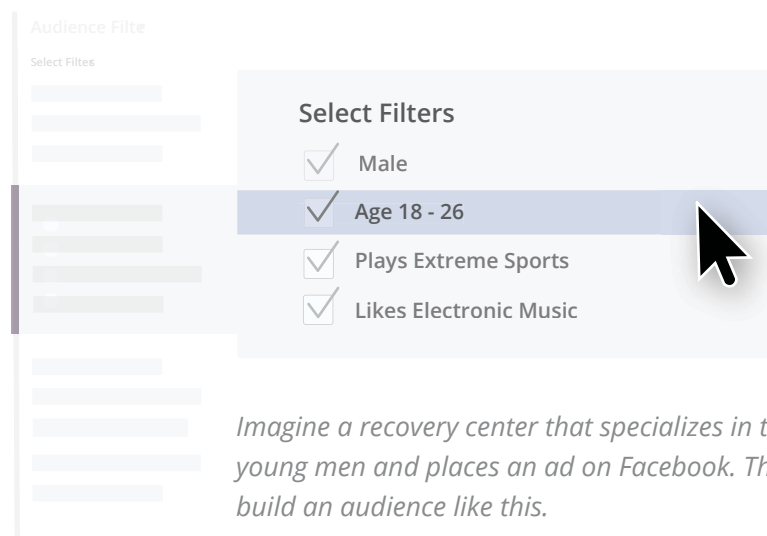 Audience Filte
Select Filtes
Select Filters
Male
Age 18 - 26
Plays Extreme Sports
Likes Electronic Music
Imagine a recovery center that specializes in t
young men and places an ad on Facebook. Th
build an audience like this.